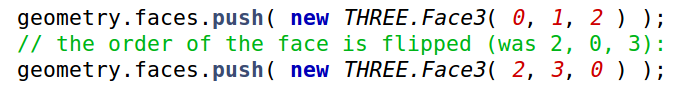 geometry.faces.push( new THREE.Face3( 0, 1, 2 ) );
// the order of the face is flipped (was 2, 0, 3):
geometry.faces.push( new THREE.Face3( 2, 3, 0 ) );